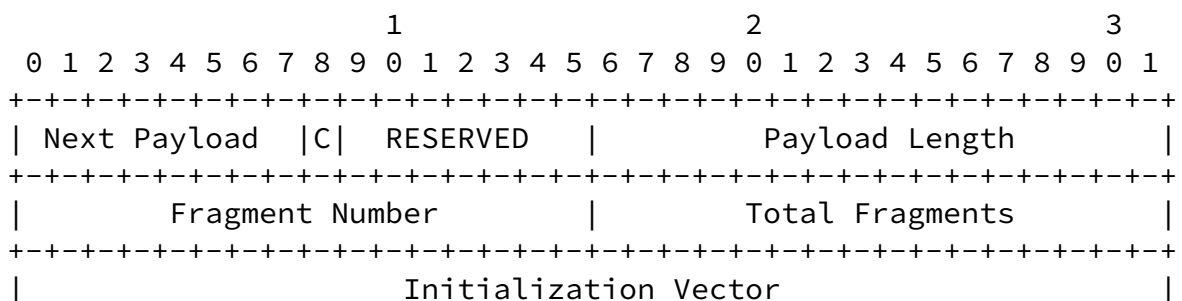 1                   2                   3
 0 1 2 3 4 5 6 7 8 9 0 1 2 3 4 5 6 7 8 9 0 1 2 3 4 5 6 7 8 9 0 1
+-+-+-+-+-+-+-+-+-+-+-+-+-+-+-+-+-+-+-+-+-+-+-+-+-+-+-+-+-+-+-+-+
| Next Payload  |C|  RESERVED   |         Payload Length        |
+-+-+-+-+-+-+-+-+-+-+-+-+-+-+-+-+-+-+-+-+-+-+-+-+-+-+-+-+-+-+-+-+
|        Fragment Number        |        Total Fragments        |
+-+-+-+-+-+-+-+-+-+-+-+-+-+-+-+-+-+-+-+-+-+-+-+-+-+-+-+-+-+-+-+-+
|                     Initialization Vector                     |